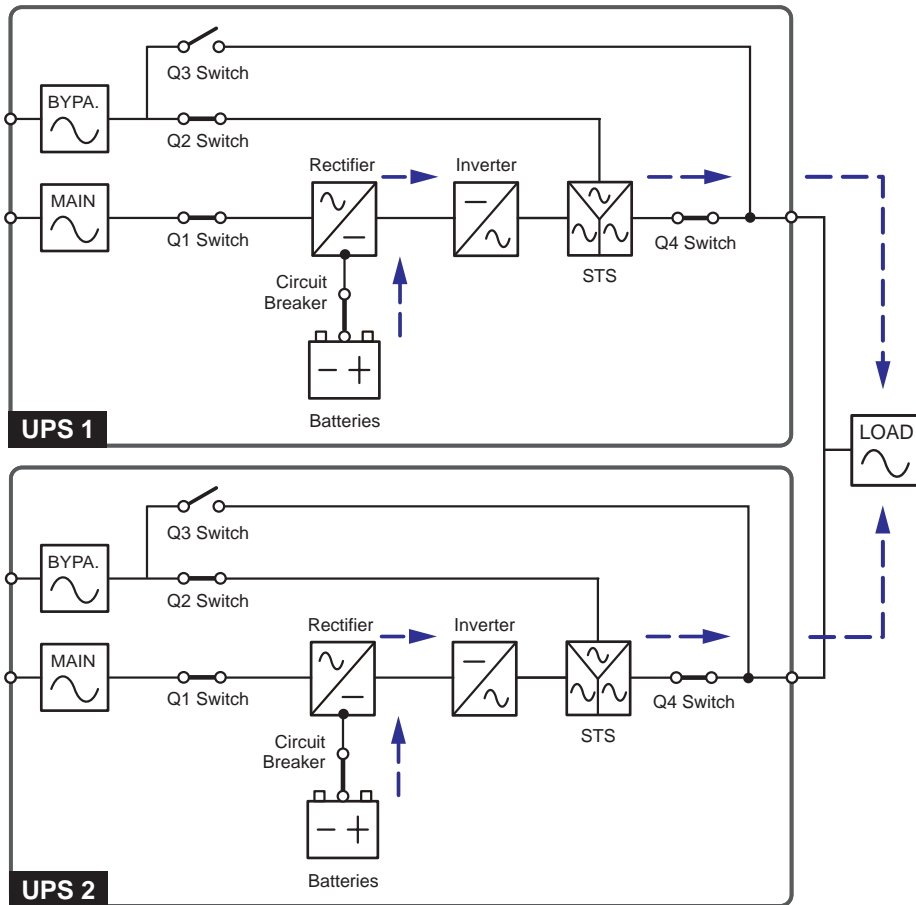 Q3 Switch
BYPA.
Q2 Switch
Rectifier
Inverter
MAIN
Q1 Switch
Q4 Switch
STS
Circuit
Breaker
Batteries
UPS 1
LOAD
Q3 Switch
BYPA.
Q2 Switch
Rectifier
Inverter
MAIN
Q1 Switch
Q4 Switch
STS
Circuit
Breaker
Batteries
UPS 2